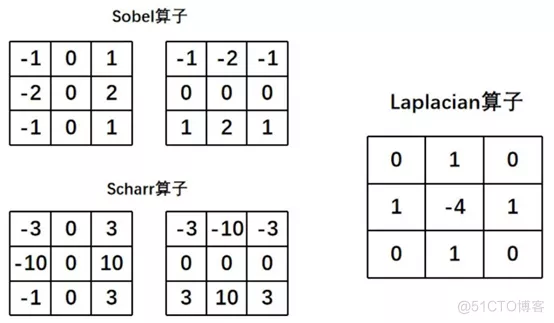 Sobel算子
-1 0 1
-2 0 2
-1 0 1
-1 -2 -1
0 0 0
1 2 1
Scharr算子
-3 0 3
-10 0 10
-1 0 3
-3 -10 -3
0 0 0
3 10 3
Laplacian算子
0 1 0
1 -4 1
0 1 0
@51CTO博客